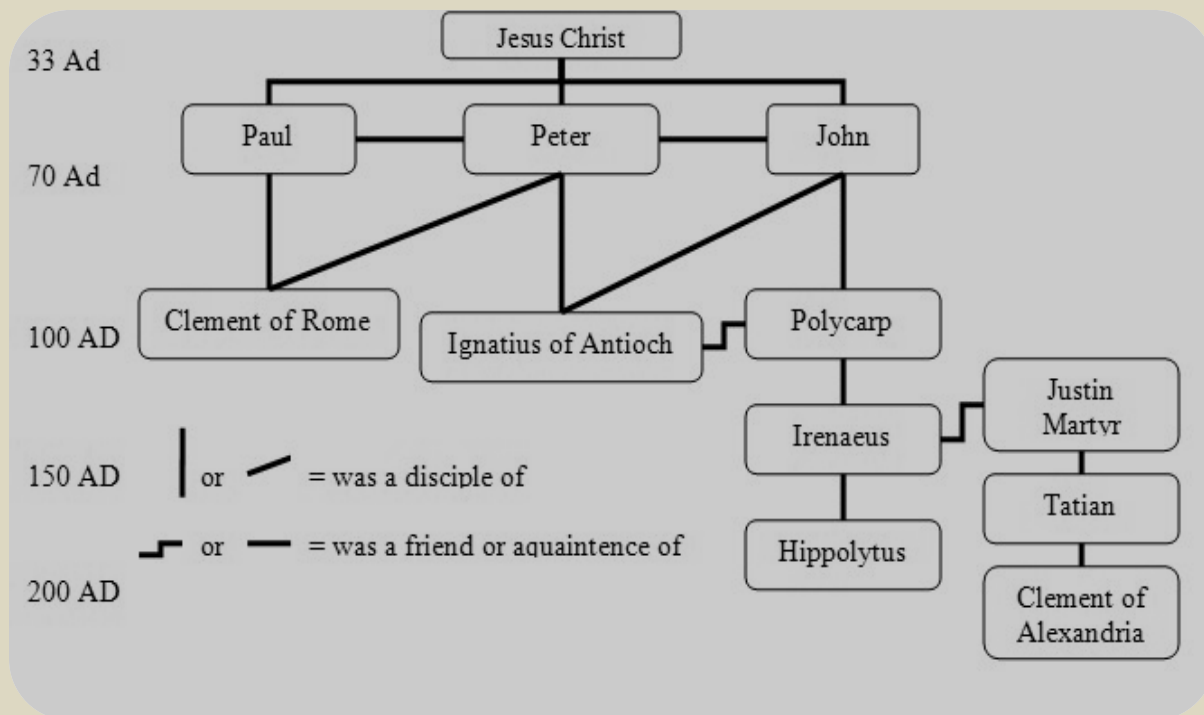 Jesus Christ
33 Ad
Paul
Peter
John
70 Ad
Clement of Rome
Ignatius of Antioch
Polycarp
100 AD
Justin
Martyr
Irenaeus
150 AD
or
= was a disciple of
Tatian
or
= was a friend or aquaintence of
Hippolytus
200 AD
Clement of
Alexandria